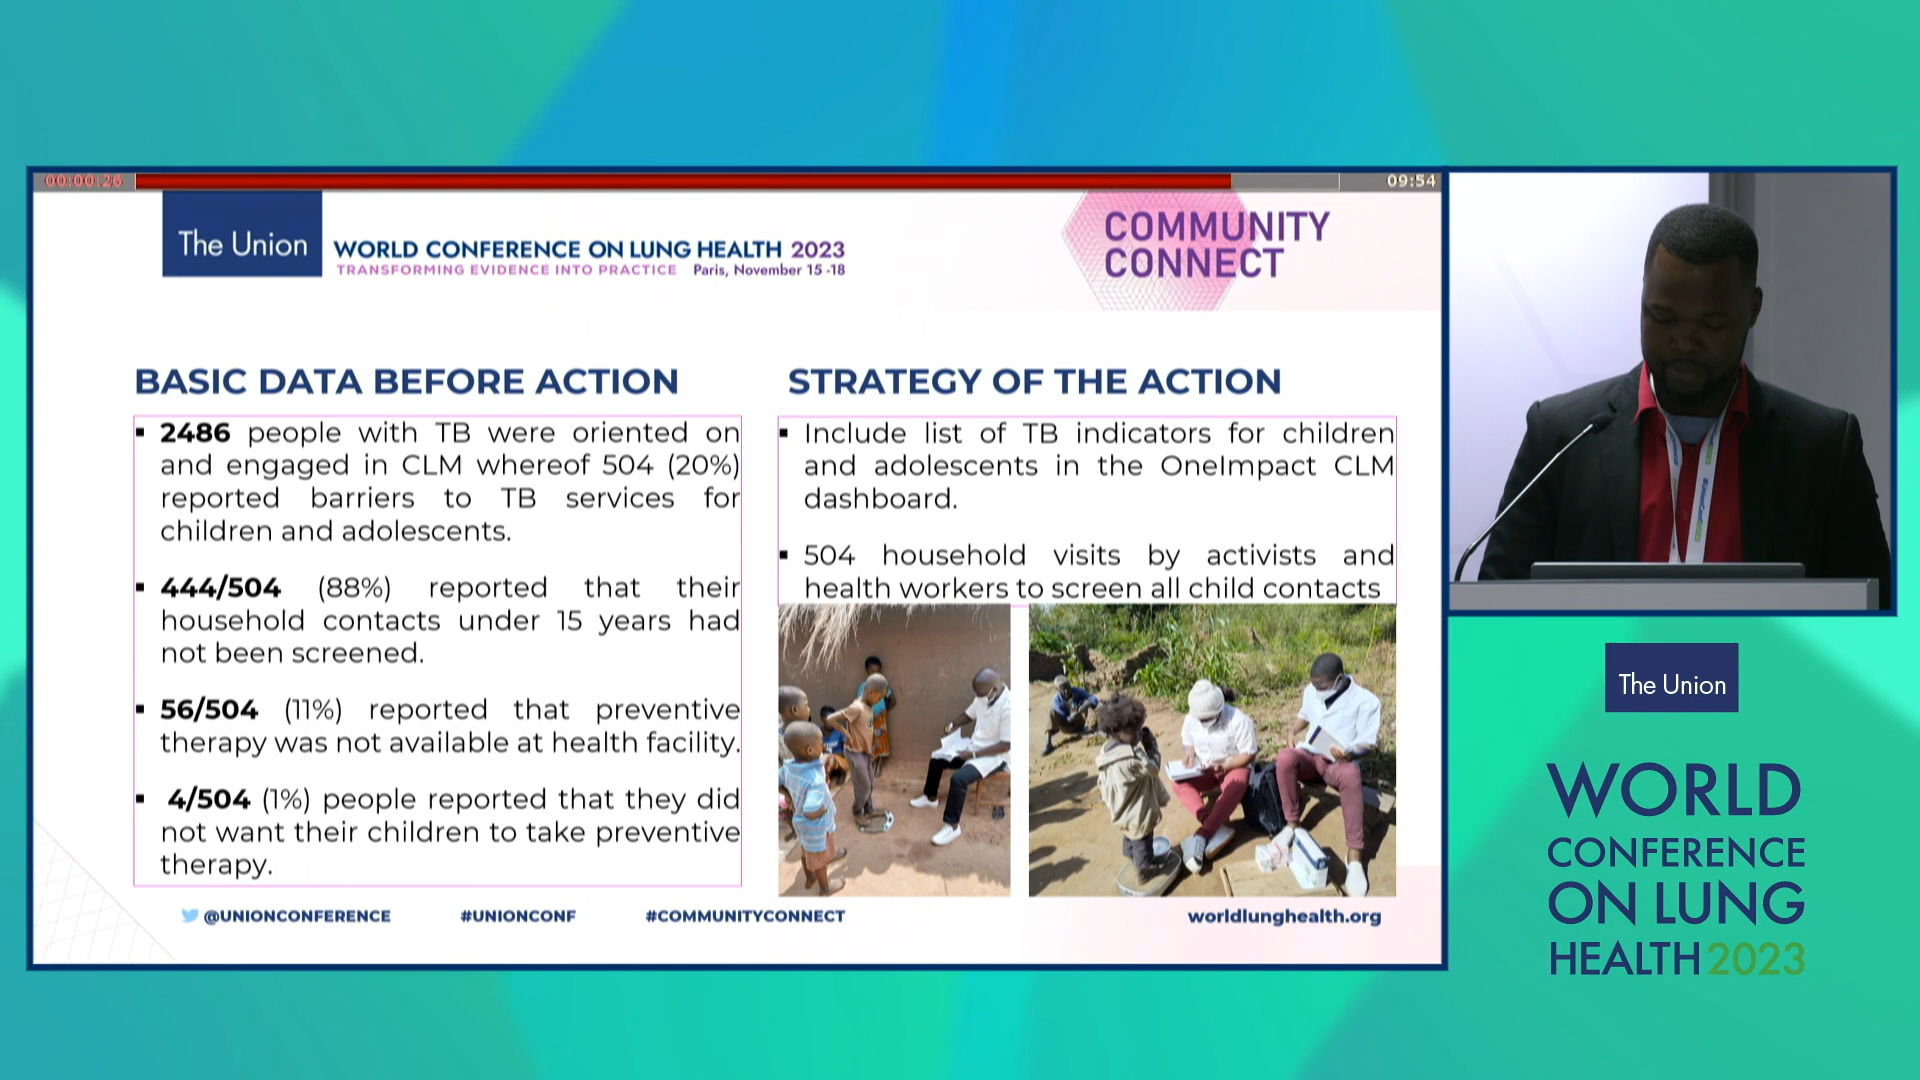 00:00:26
09:54
The Union
WORLD CONFERENCE ON LUNG HEALTH 2023
TRANSFORMING EVIDENCE INTO PRACTICE Paris, November 15 -18
COMMUNITY
CONNECT
BASIC DATA BEFORE ACTION
▪ 2486 people with TB were oriented on
and engaged in CLM whereof 504 (20%)
reported barriers to TB services for
children and adolescents.
▪ 444/504 (88%) reported that their
household contacts under 15 years had
not been screened.
▪ 56/504 (11%) reported that preventive
therapy was not available at health facility.
▪ 4/504 (1%) people reported that they did
not want their children to take preventive
therapy.
STRATEGY OF THE ACTION
▪ Include list of TB indicators for children
and adolescents in the OneImpact CLM
dashboard.
▪ 504 household visits by activists and
health workers to screen all child contacts
@UNIONCONFERENCE
#UNIONCONF
#COMMUNITYCONNECT
worldlunghealth.org
The Union
WORLD
CONFERENCE
ON LUNG
HEALTH 2023